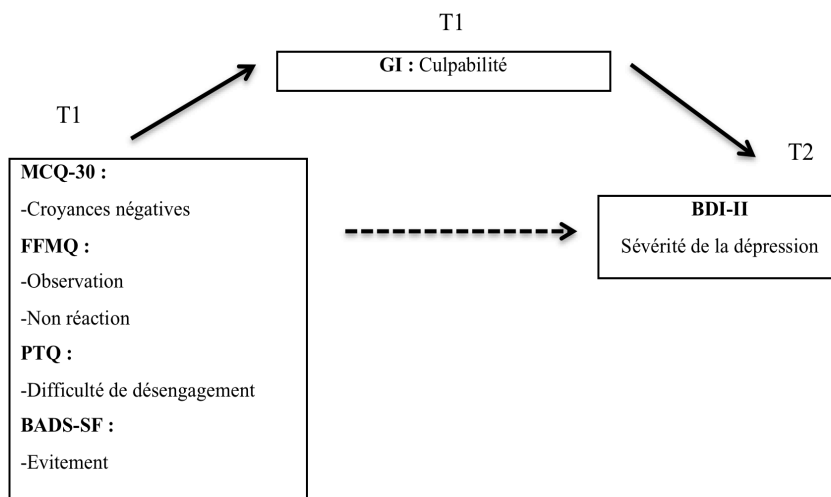 T1
GI : Culpabilité
T1
MCQ-30 :
-Croyances négatives
FFMQ :
-Observation
-Non réaction
PTQ :
-Difficulté de désengagement
BADS-SF :
-Evitement
T2
BDI-II
Sévérité de la dépression